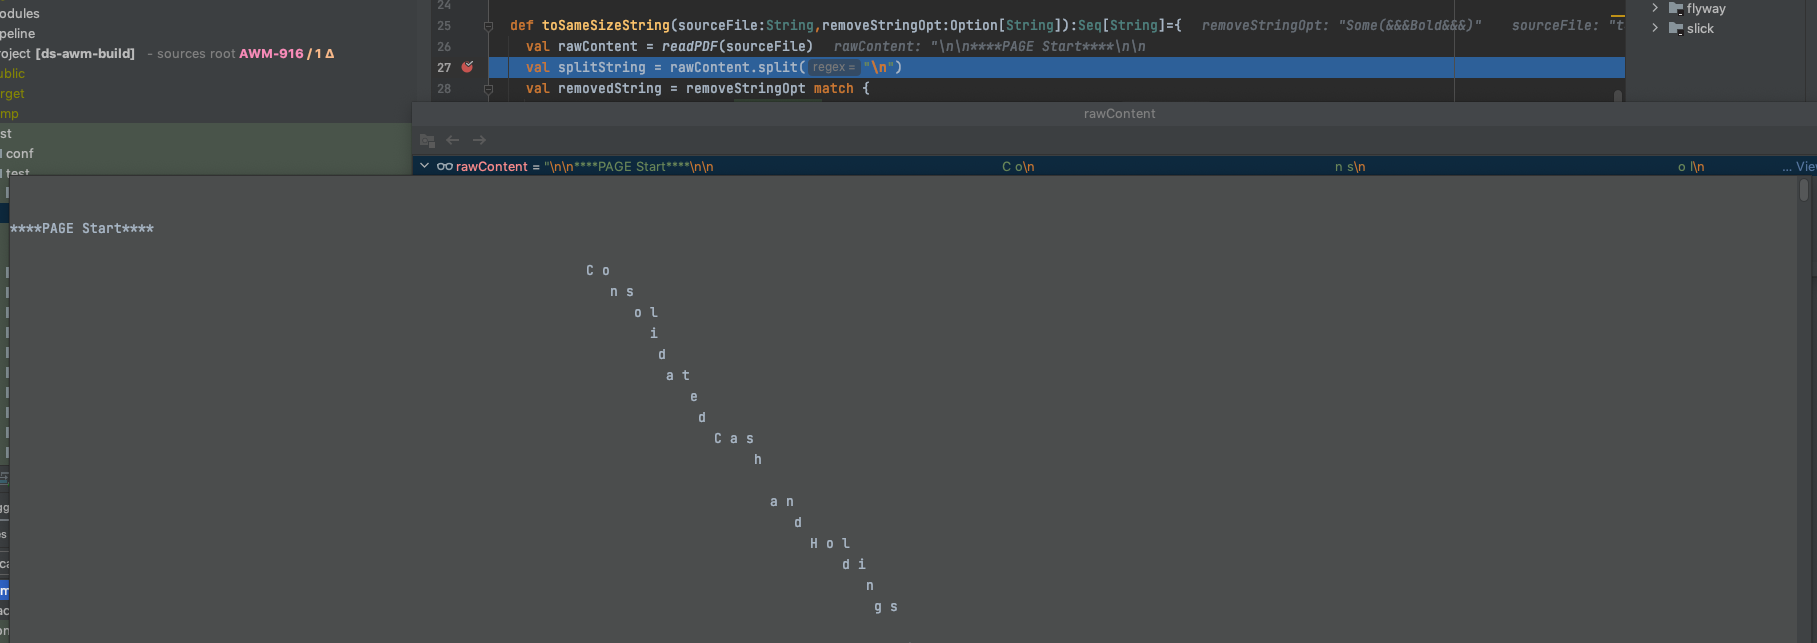 odules
peline
roject [ds-awm-build] - sources root AWM-916 / 1 Δ
ublic
rget
mp
st
conf
test
24
25 def toSameSizeString(sourceFile:String,removeStringOpt:Option[String]):Seq[String]={ removeStringOpt: "Some(&&&Bold&&&)" sourceFile: "t
26 val rawContent = readPDF(sourceFile) rawContent: "\n\n****PAGE Start****\n\n
27 val splitString = rawContent.split( regex = "\n")
28 val removedString = removeStringOpt match {
flyway
slick
rawContent
rawContent = "\n\n****PAGE Start****\n\n C o\n n s\n o l\n ... Vie
****PAGE Start****
C o
n s
o l
i
d
a t
e
d
C a s
h
a n
d
H o l
d i
n
g s